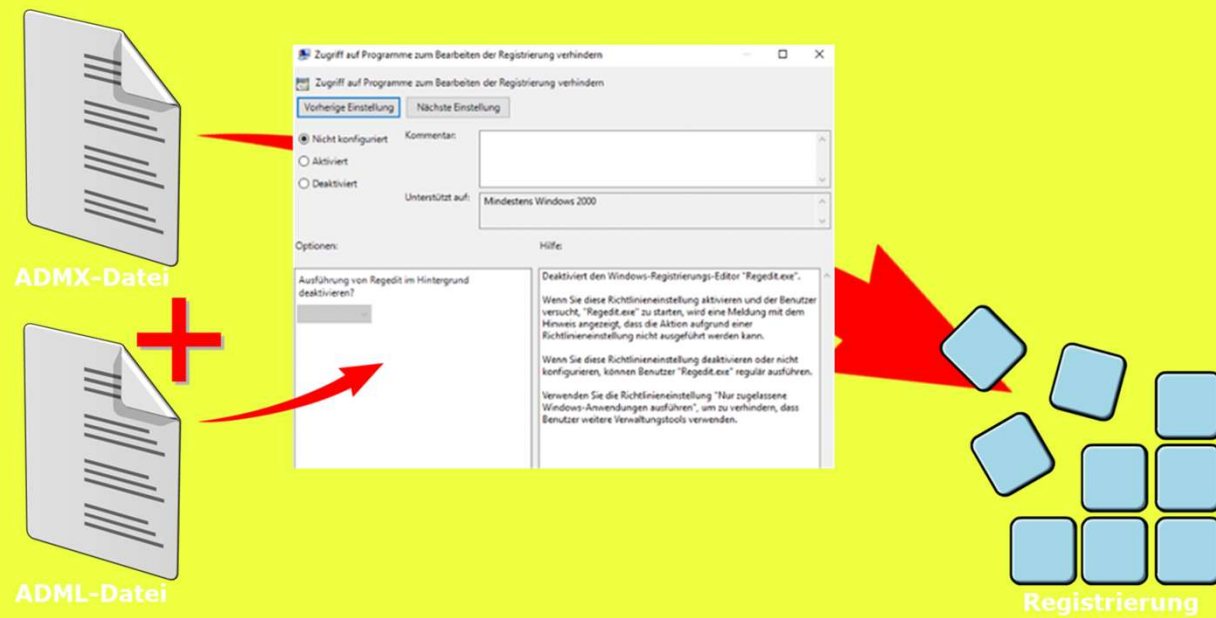 Zugriff auf Programme zum Bearbeiten der Registrierung verhindern
Zugriff auf Programme zum Bearbeiten der Registrierung verhindern
Vorherige Einstellung
Nächste Einstellung
Nicht konfiguriert
Aktiviert
Deaktiviert
Kommentar:
Unterstützt auf:
Mindestens Windows 2000
Optionen:
Hilfe:
Ausführung von Regedit im Hintergrund
deaktivieren?
Deaktiviert den Windows-Registrierungs-Editor "Regedit.exe".
Wenn Sie diese Richtlinieneinstellung aktivieren und der Benutzer
versucht, "Regedit.exe" zu starten, wird eine Meldung mit dem
Hinweis angezeigt, dass die Aktion aufgrund einer
Richtlinieneinstellung nicht ausgeführt werden kann.
Wenn Sie diese Richtlinieneinstellung deaktivieren oder nicht
konfigurieren, können Benutzer "Regedit.exe" regulär ausführen.
Verwenden Sie die Richtlinieneinstellung "Nur zugelassene
Windows-Anwendungen ausführen", um zu verhindern, dass
Benutzer weitere Verwaltungstools verwenden.
ADMX-Datei
ADML-Datei
Registrierung